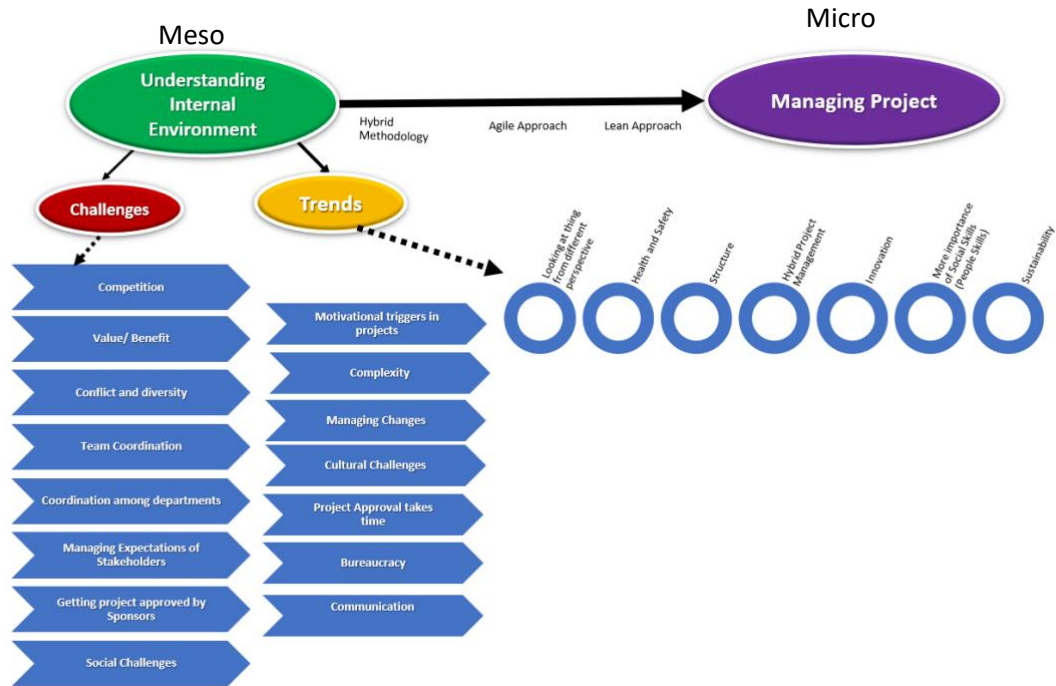 Meso
Micro
Understanding
Internal
Environment
Managing Project
Hybrid
Methodology
Agile Approach
Lean Approach
Challenges
Trends
Competition
Value/ Benefit
Conflict and diversity
Team Coordination
Coordination among departments
Managing Expectations of
Stakeholders
Getting project approved by
Sponsors
Social Challenges
Motivational triggers in
projects
Complexity
Managing Changes
Cultural Challenges
Project Approval takes
time
Bureaucracy
Communication
Looking at thing
from different
perspective
Health and Safety
Structure
Hybrid Project
Management
Innovation
More importance
of Social Skills
(People Skills)
Sustainability